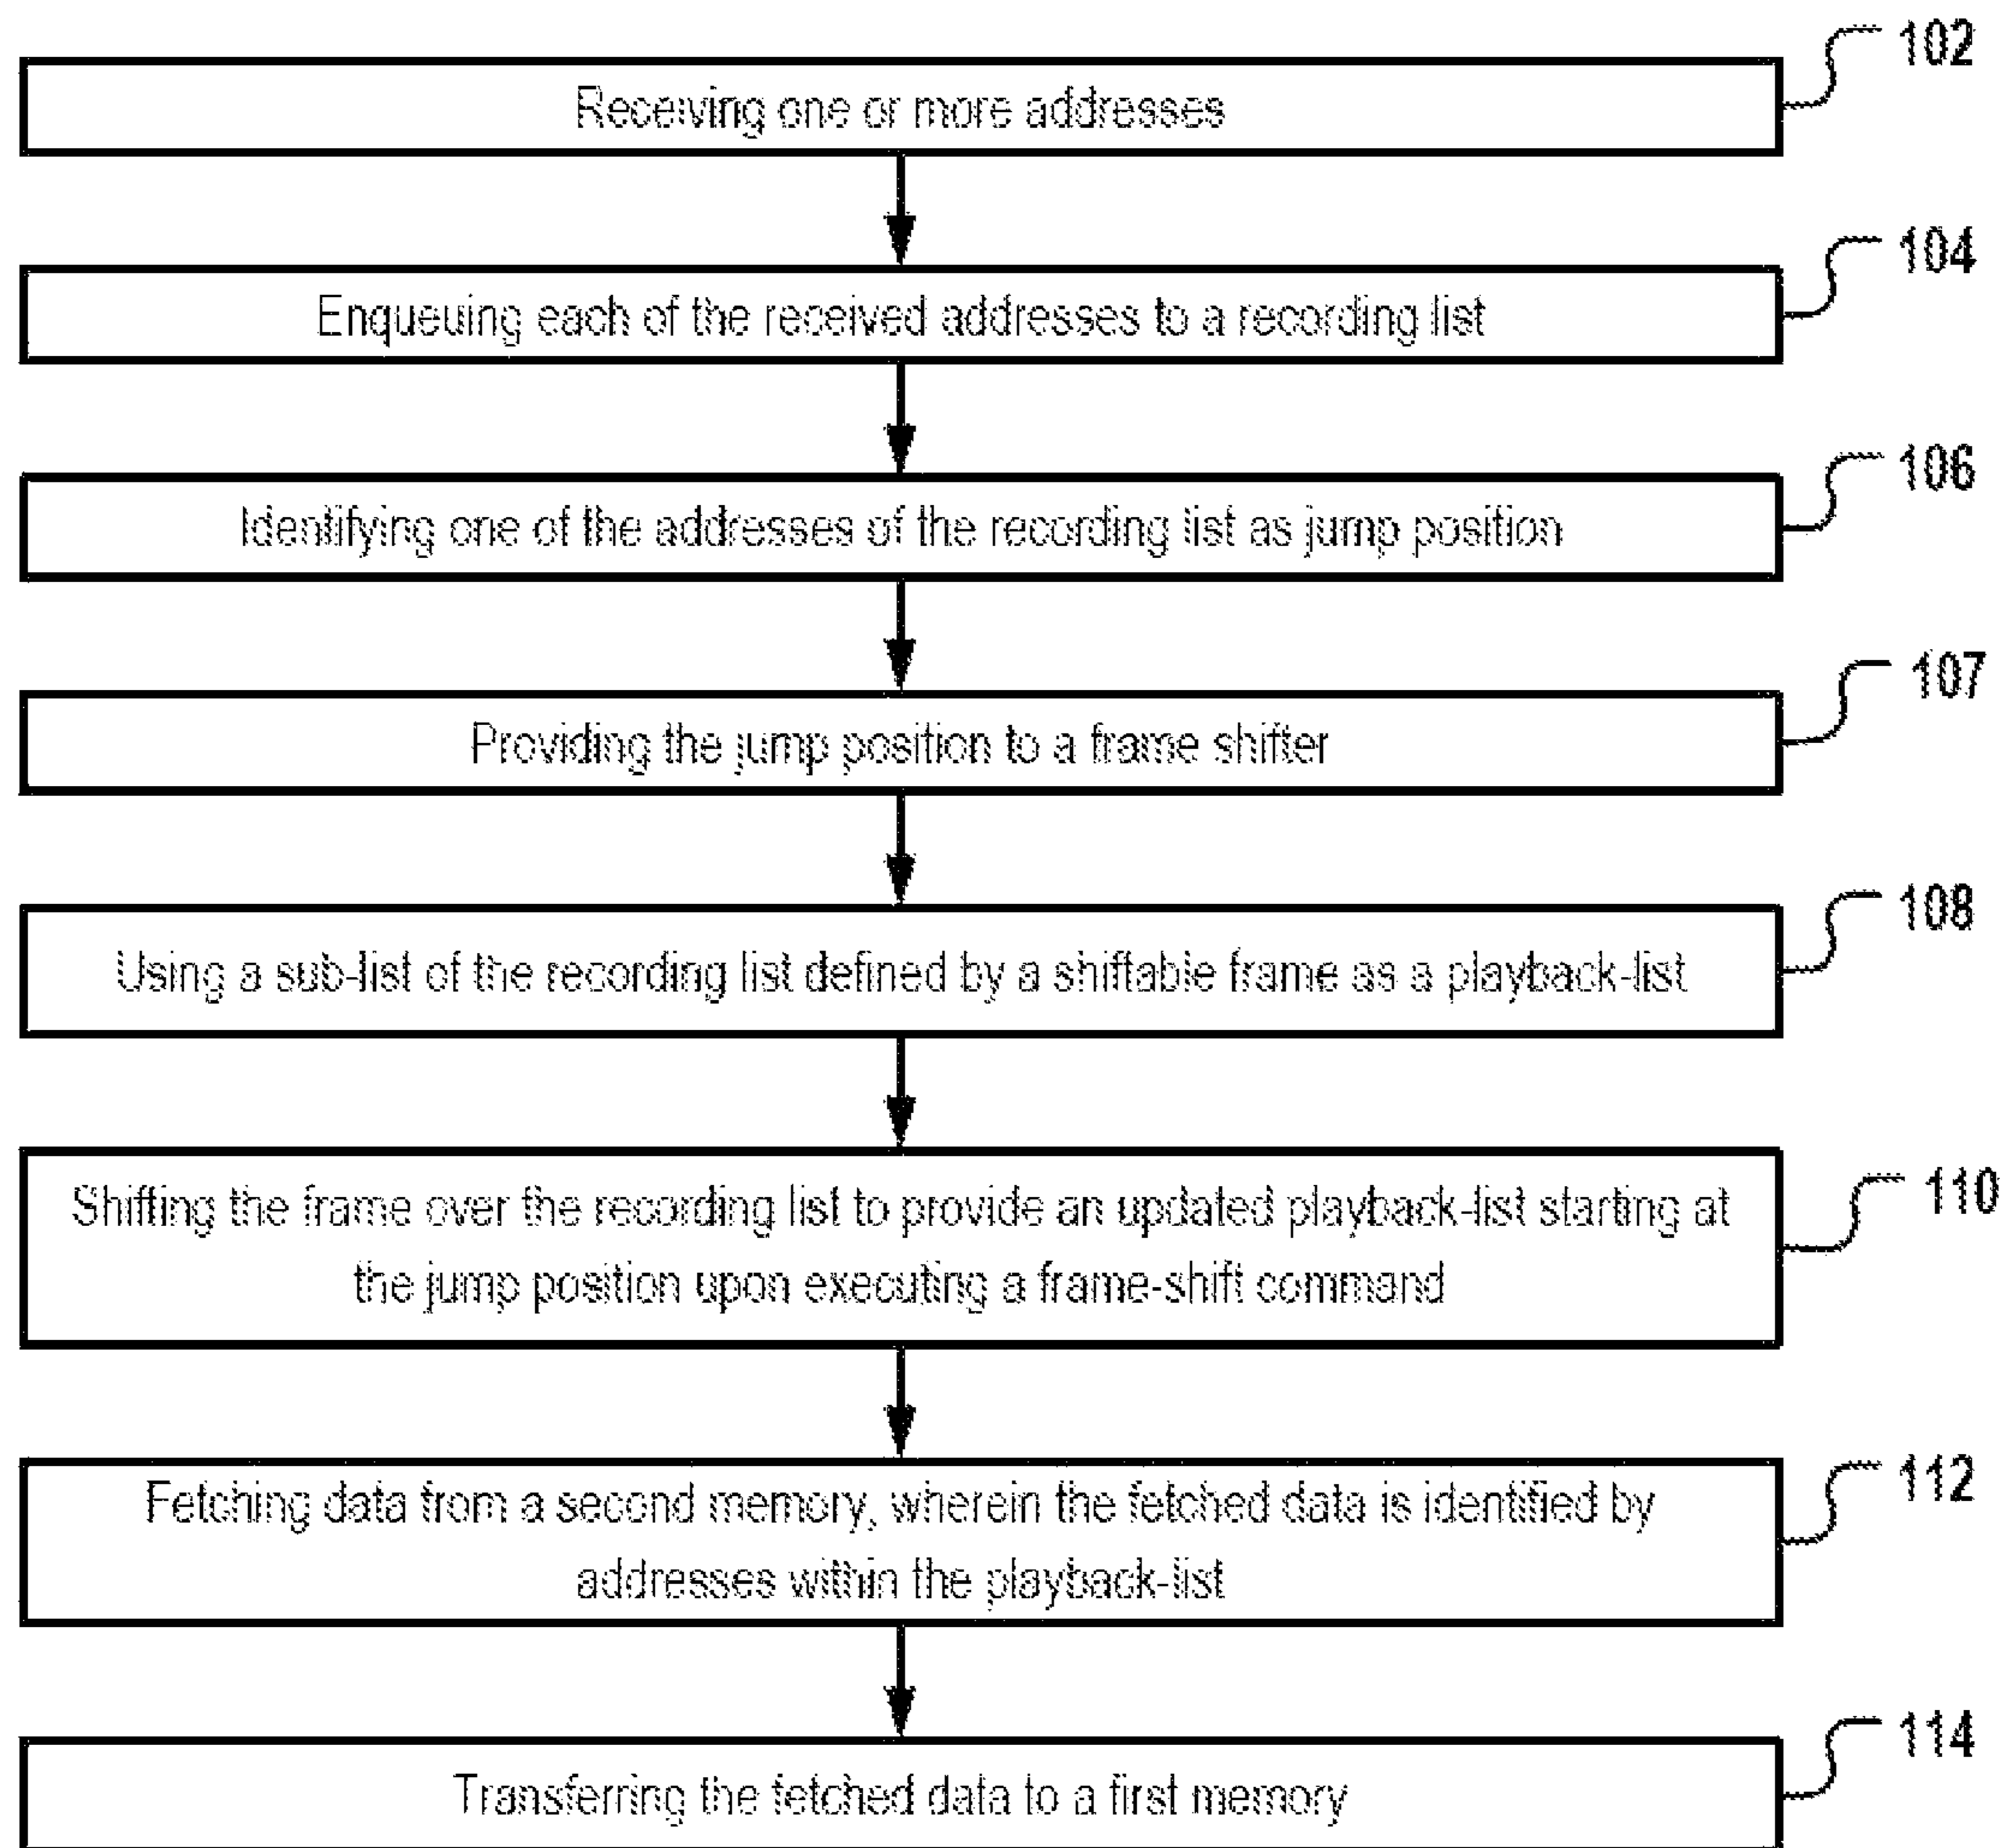 102
Receiving one or more addresses
104
Enqueuing each of the received addresses to a recording list
106
Identifying one of the addresses of the recording list as jump position
107
Providing the jump position to a frame shifter
108
Using a sub-list of the recording list defined by a shiftable frame as a playback-list
110
Shifting the frame over the recording list to provide an updated playback-list starting at
the jump position upon executing a frame-shift command
112
Fetching data from a second memory, wherein the fetched data is identified by
addresses within the playback-list
114
Transferring the fetched data to a first memory